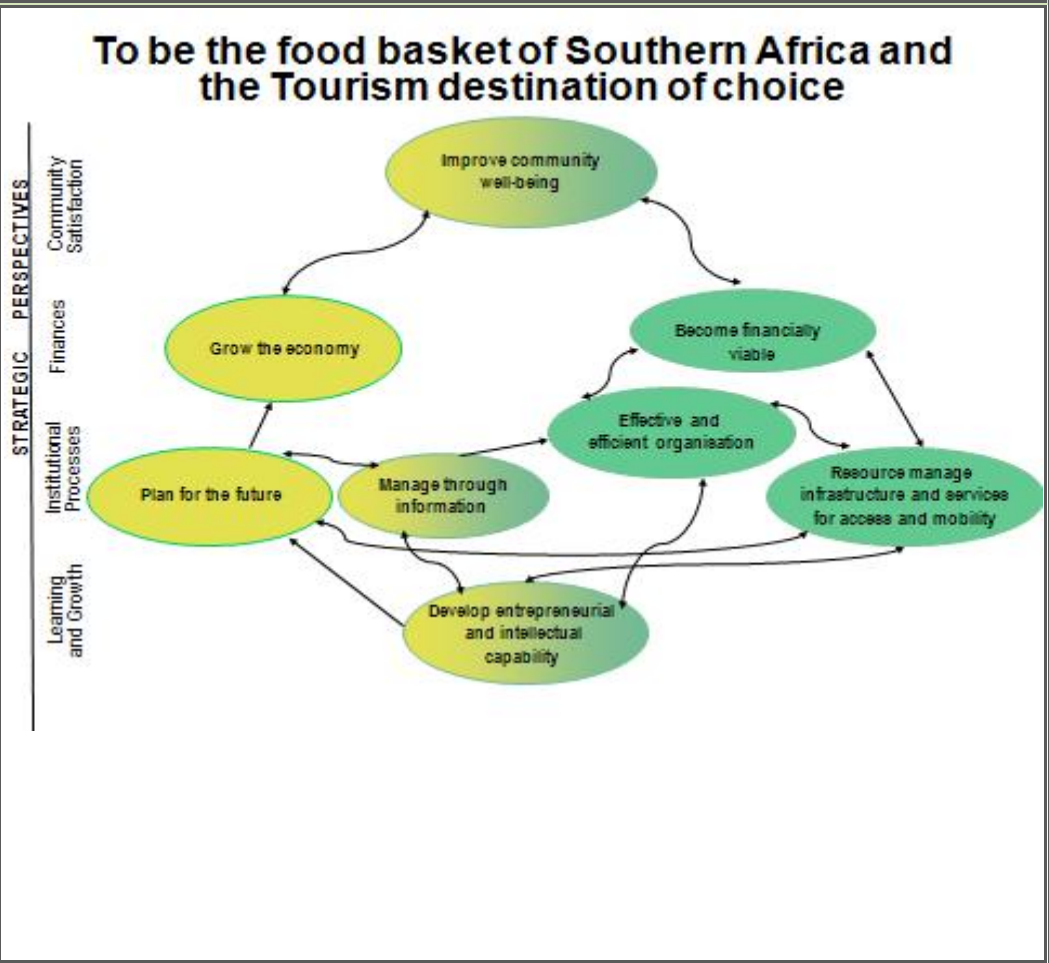 To be the food basket of Southern Africa and
the Tourism destination of choice
STRATEGIC PERSPECTIVES
Community
Satisfaction
Improve community
well-being
Finances
Grow the economy
Become financially
viable
Institutional
Processes
Plan for the future
Manage through
information
Effective and
efficient organisation
Resource manage
infrastructure and services
for access and mobility
Learning
and Growth
Develop entrepreneurial
and intellectual
capability